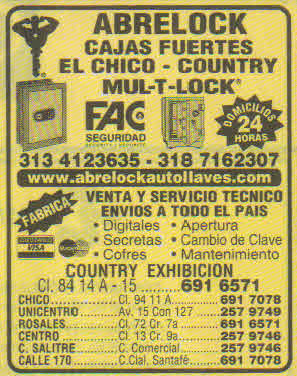 ABRELOCK
CAJAS FUERTES
EL CHICO - COUNTRY
MUL-T-LOCK®
FAC
SEGURIDAD
SECURITY / SECURITÉ
DOMICILIOS
24
HORAS
313 4123635 - 318 7162307
www.abrelockautollaves.com
FABRICA
VISA
MasterCard
VENTA Y SERVICIO TECNICO
ENVIOS A TODO EL PAIS
• Digitales • Apertura
• Secretas • Cambio de Clave
• Cofres • Mantenimiento
COUNTRY EXHIBICION
Cl. 84 14 A - 15 ........... 691 6571
CHICO..................Cl. 94 11 A............691 7078
UNICENTRO.........Av. 15 Con 127 ....257 9749
ROSALES............Cl. 72 Cr. 7a..........691 6571
CENTRO..............Cl. 13 Cr. 9a..........257 9746
C. SALITRE..........C. Comercial .......257 9746
CALLE 170...........C.Cial. Santafé.....691 7078